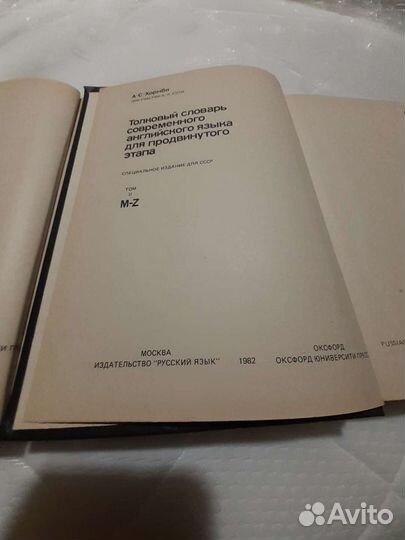 А·С·Хорнби
Толковый словарь
современного
английского языка
для продвинутого
этапа
СПЕЦИАЛЬНОЕ ИЗДАНИЕ ДЛЯ СССР
ТОМ
II
M–Z
МОСКВА
ИЗДАТЕЛЬСТВО "РУССКИЙ ЯЗЫК"
1982
ОКСФОРД
ОКСФОРД ЮНИВЕРСИТИ ПРЕСС
RUSSIAN
Avito